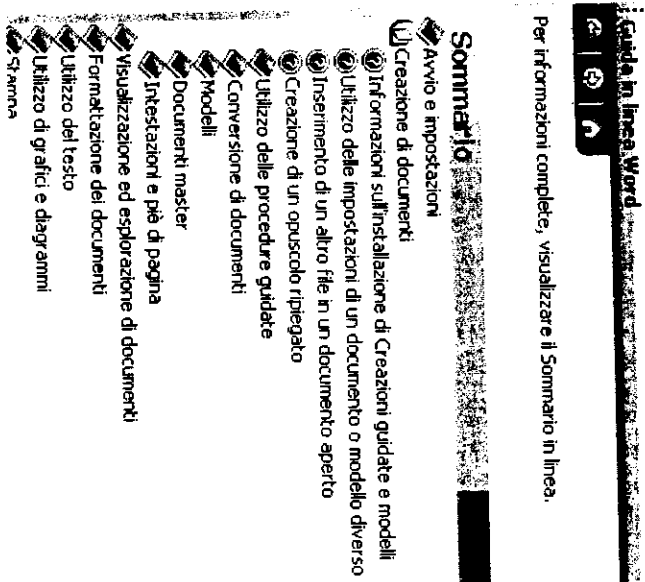 Guida in linea Word
Per informazioni complete, visualizzare il Sommario in linea.
Sommario
Avvio e impostazioni
Creazione di documenti
Informazioni sull'installazione di Creazioni guidate e modelli
Utilizzo delle impostazioni di un documento o modello diverso
Inserimento di un altro file in un documento aperto
Creazione di un opuscolo ripiegato
Utilizzo delle procedure guidate
Conversione di documenti
Modelli
Documenti master
Intestazioni e piè di pagina
Visualizzazione ed esplorazione di documenti
Formattazione dei documenti
Utilizzo del testo
Utilizzo di grafici e diagrammi
Stampa